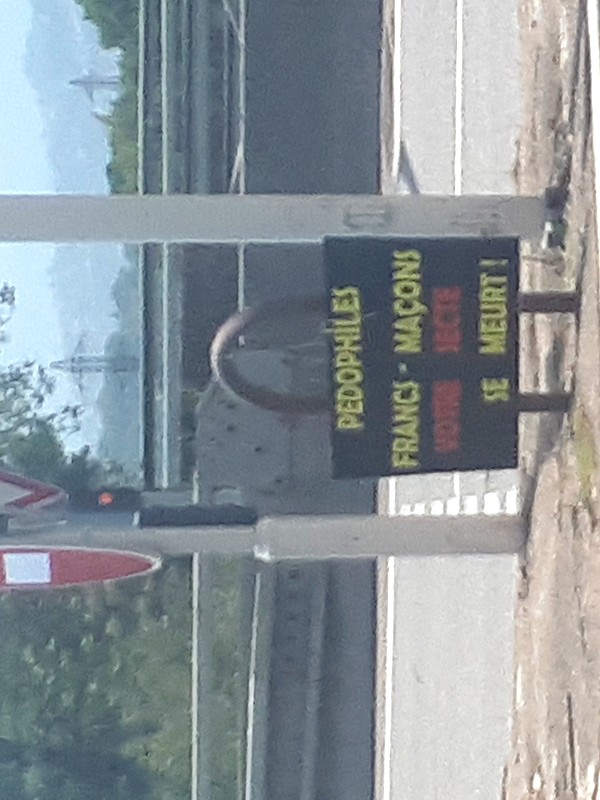 PEDOPHILES
FRANCS - MAÇONS
VOTRE SECTE
SE MEURT!